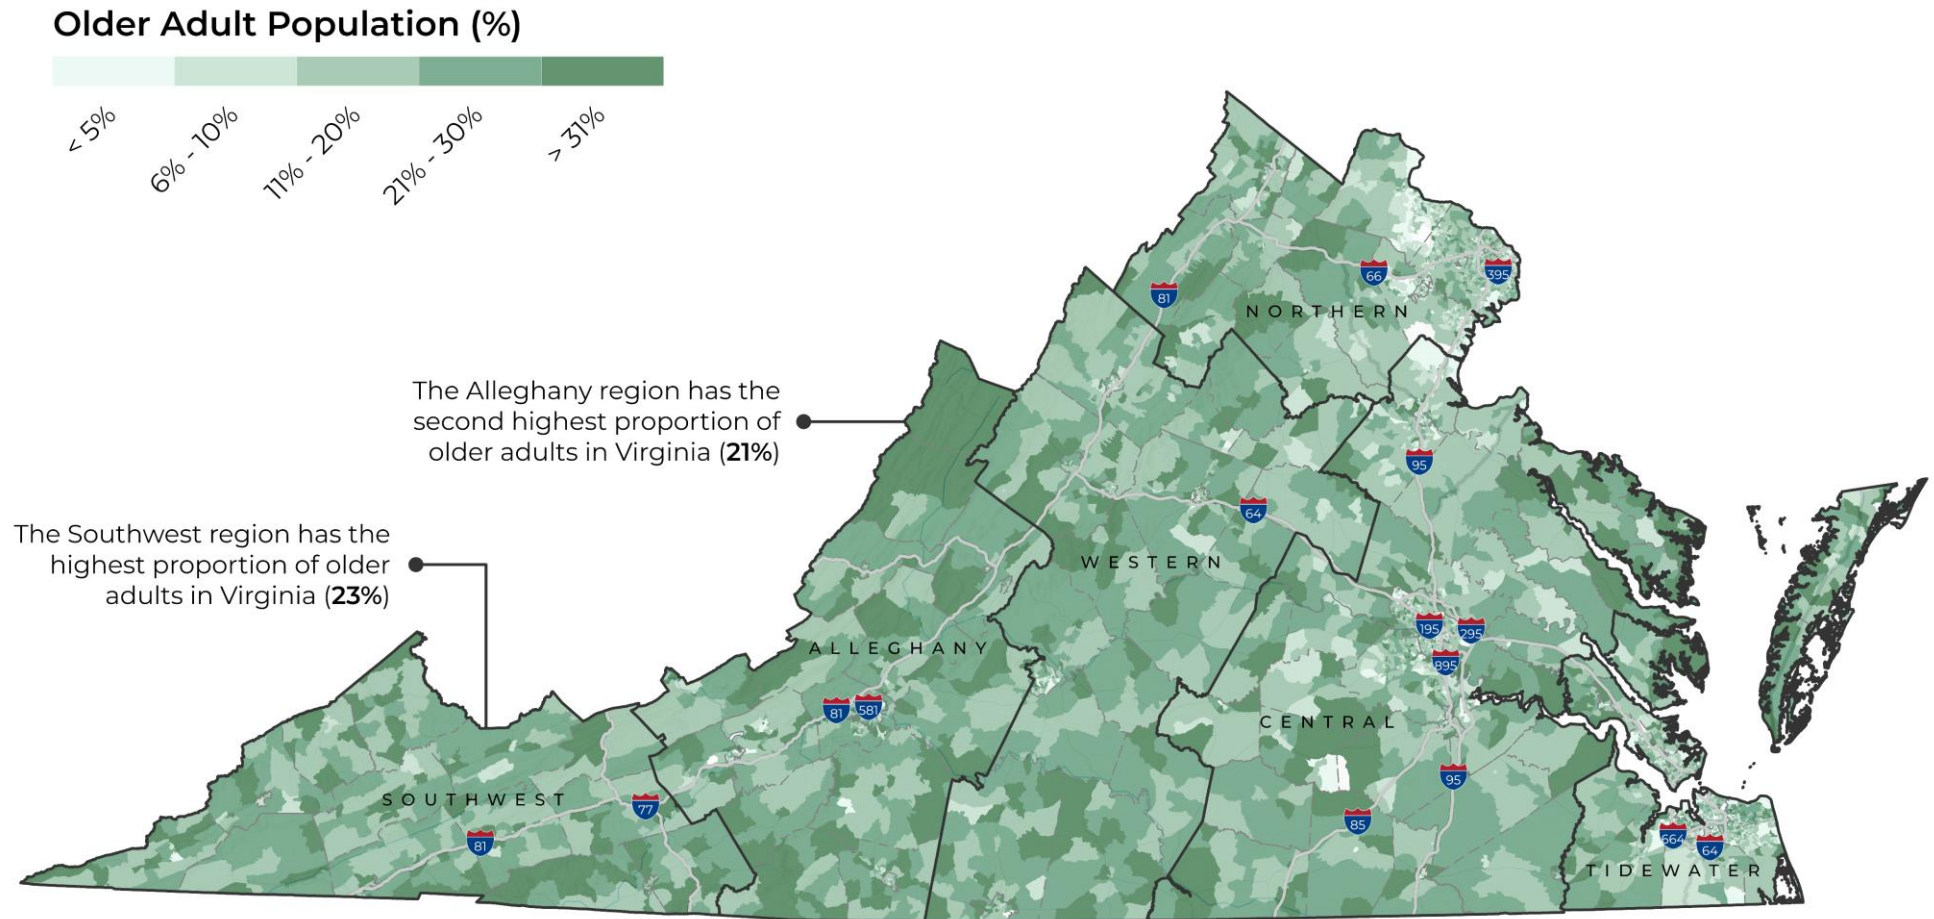 Older Adult Population (%)
< 5%
6% - 10%
11% - 20%
21% - 30%
> 31%
The Alleghany region has the
second highest proportion of
older adults in Virginia (21%)
The Southwest region has the
highest proportion of older
adults in Virginia (23%)
66
395
81
NORTHERN
95
64
WESTERN
195
295
895
ALLEGHANY
81
581
CENTRAL
95
SOUTHWEST
77
85
81
664
64
TIDEWATER